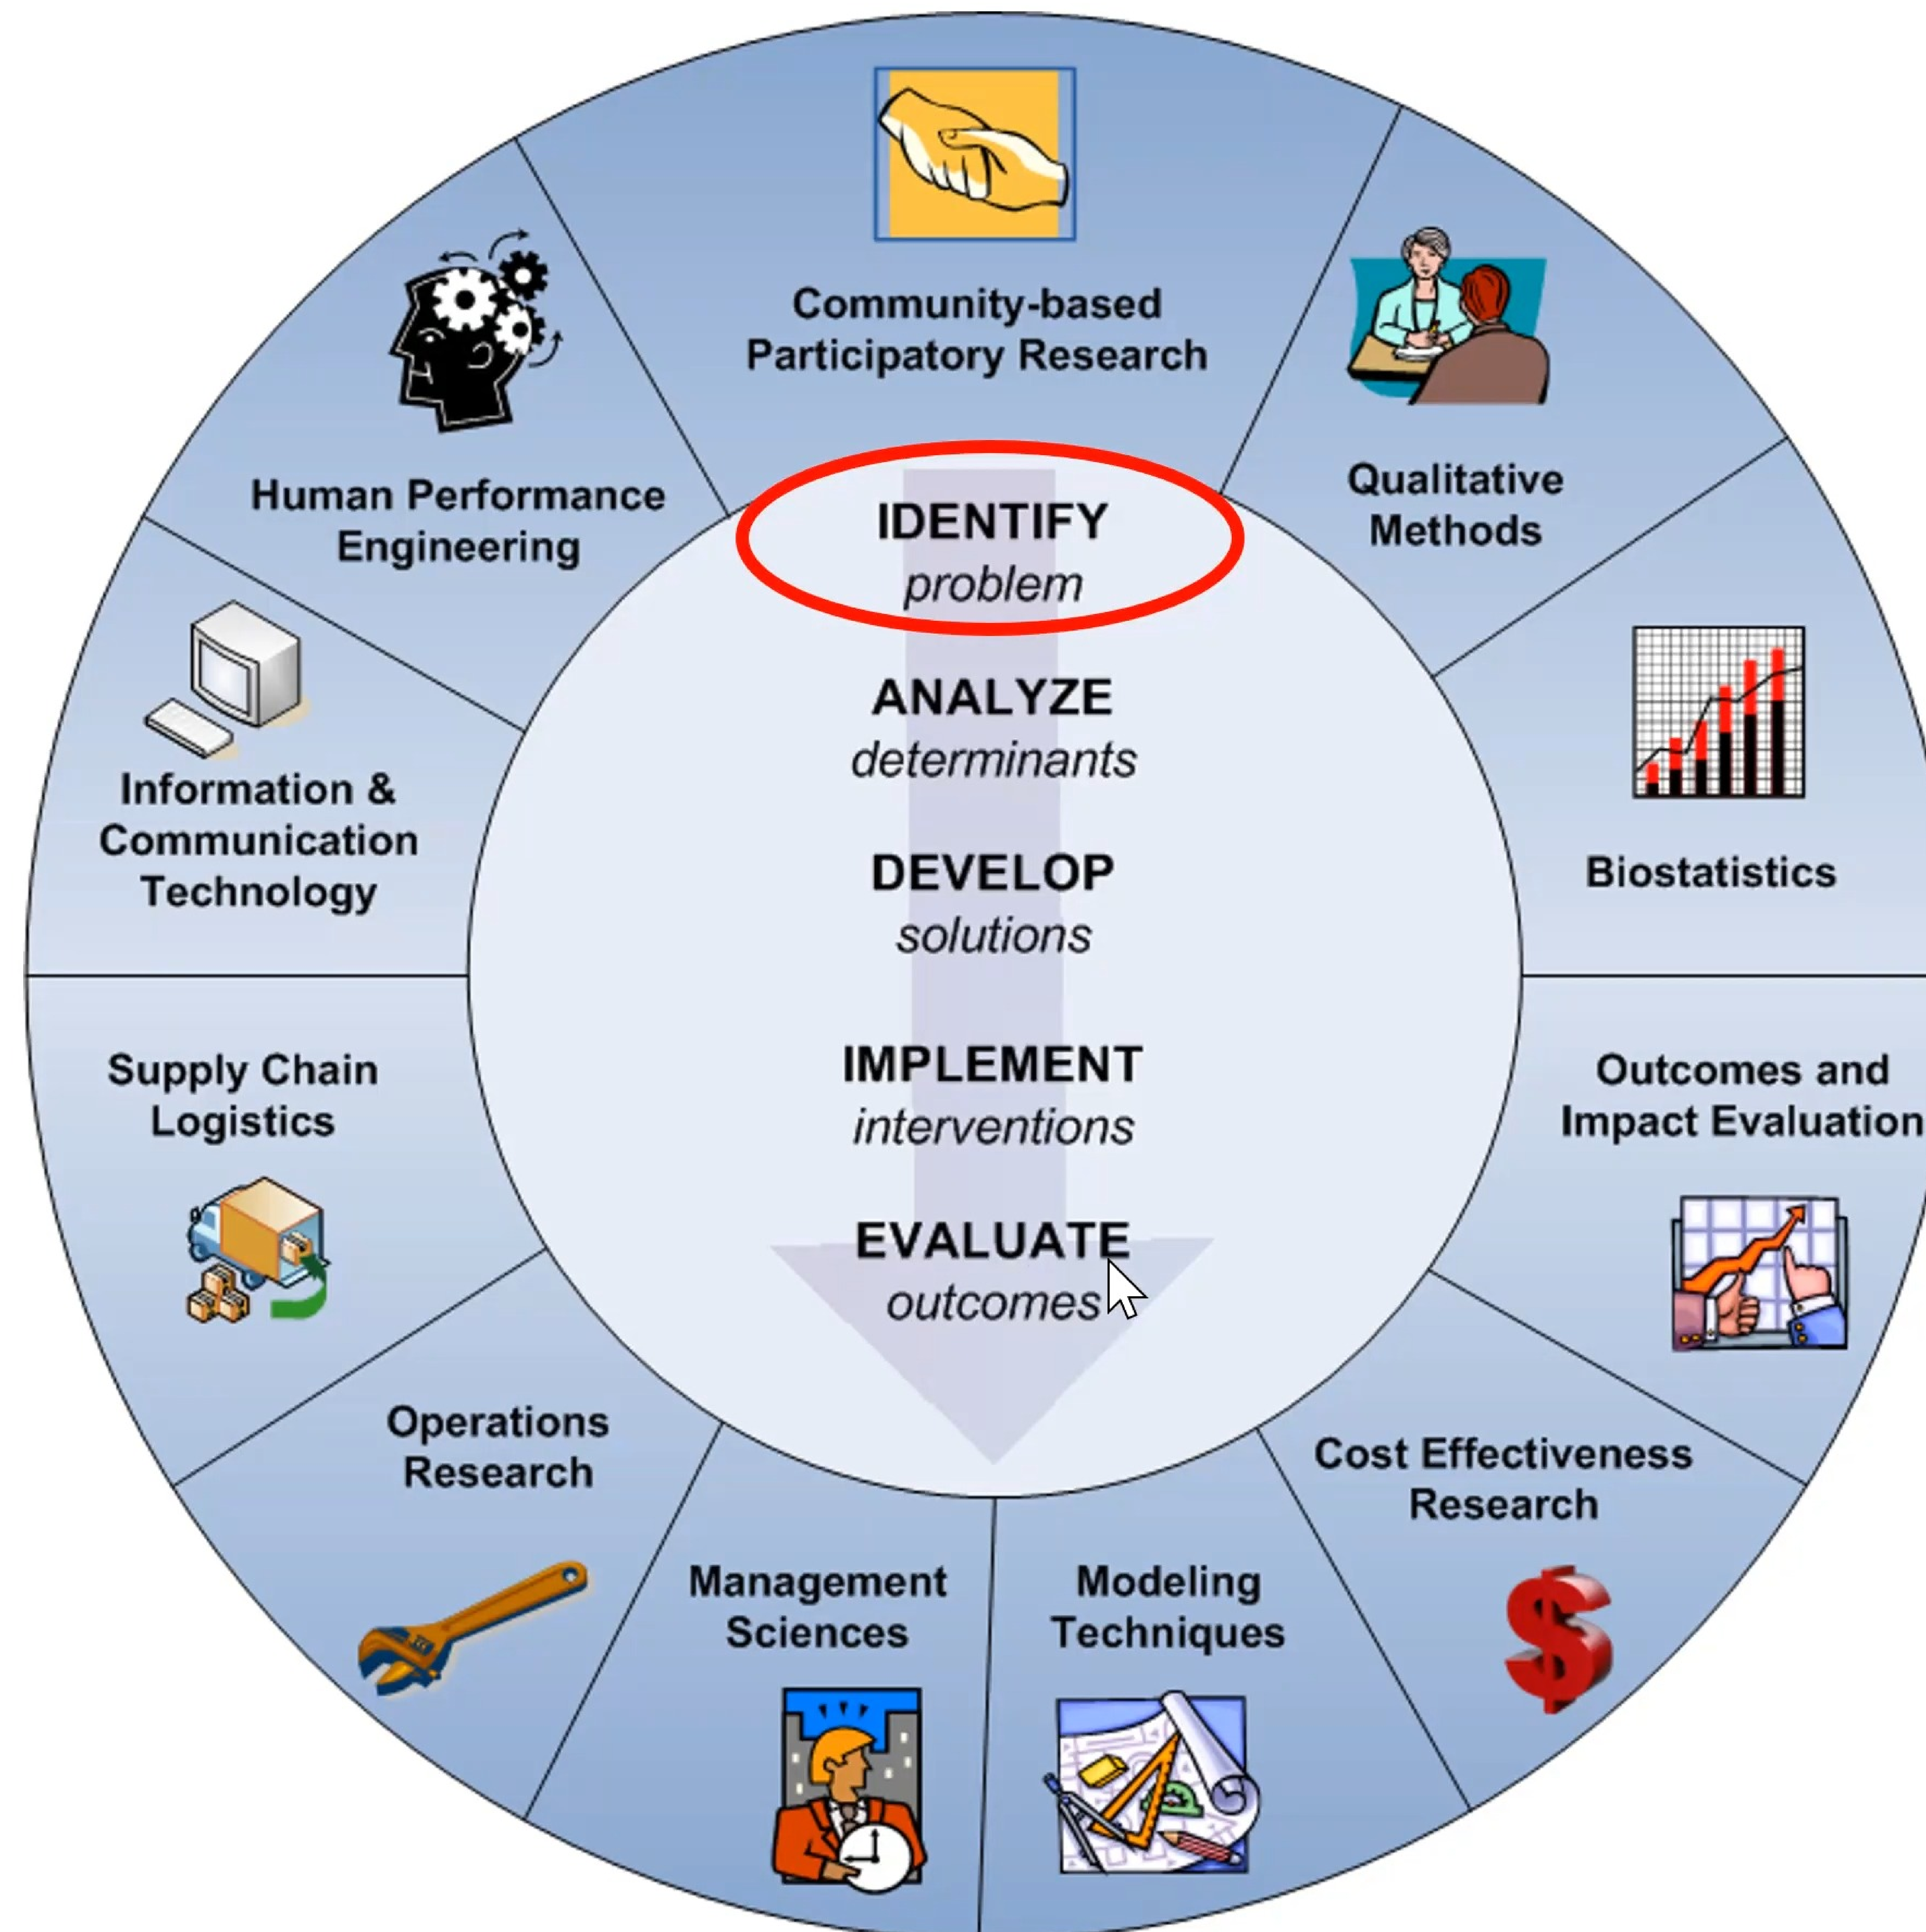 Community-based
Participatory Research
Qualitative
Methods
Biostatistics
Outcomes and
Impact Evaluation
Cost Effectiveness
Research
Modeling
Techniques
Management
Sciences
Operations
Research
Supply Chain
Logistics
Information &
Communication
Technology
Human Performance
Engineering
IDENTIFY
problem
ANALYZE
determinants
DEVELOP
solutions
IMPLEMENT
interventions
EVALUATE
outcomes